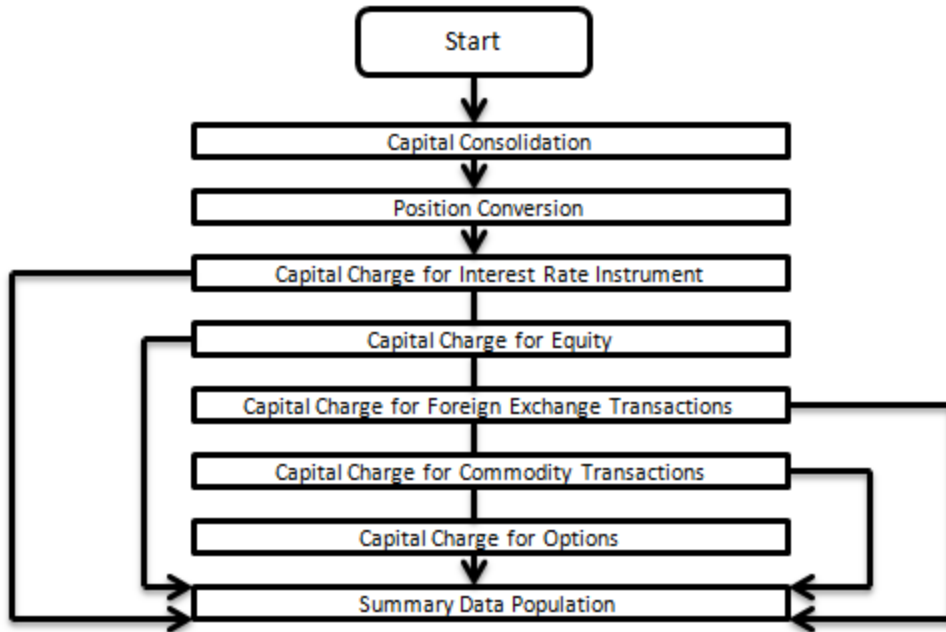 Start
Capital Consolidation
Position Conversion
Capital Charge for Interest Rate Instrument
Capital Charge for Equity
Capital Charge for Foreign Exchange Transactions
Capital Charge for Commodity Transactions
Capital Charge for Options
Summary Data Population